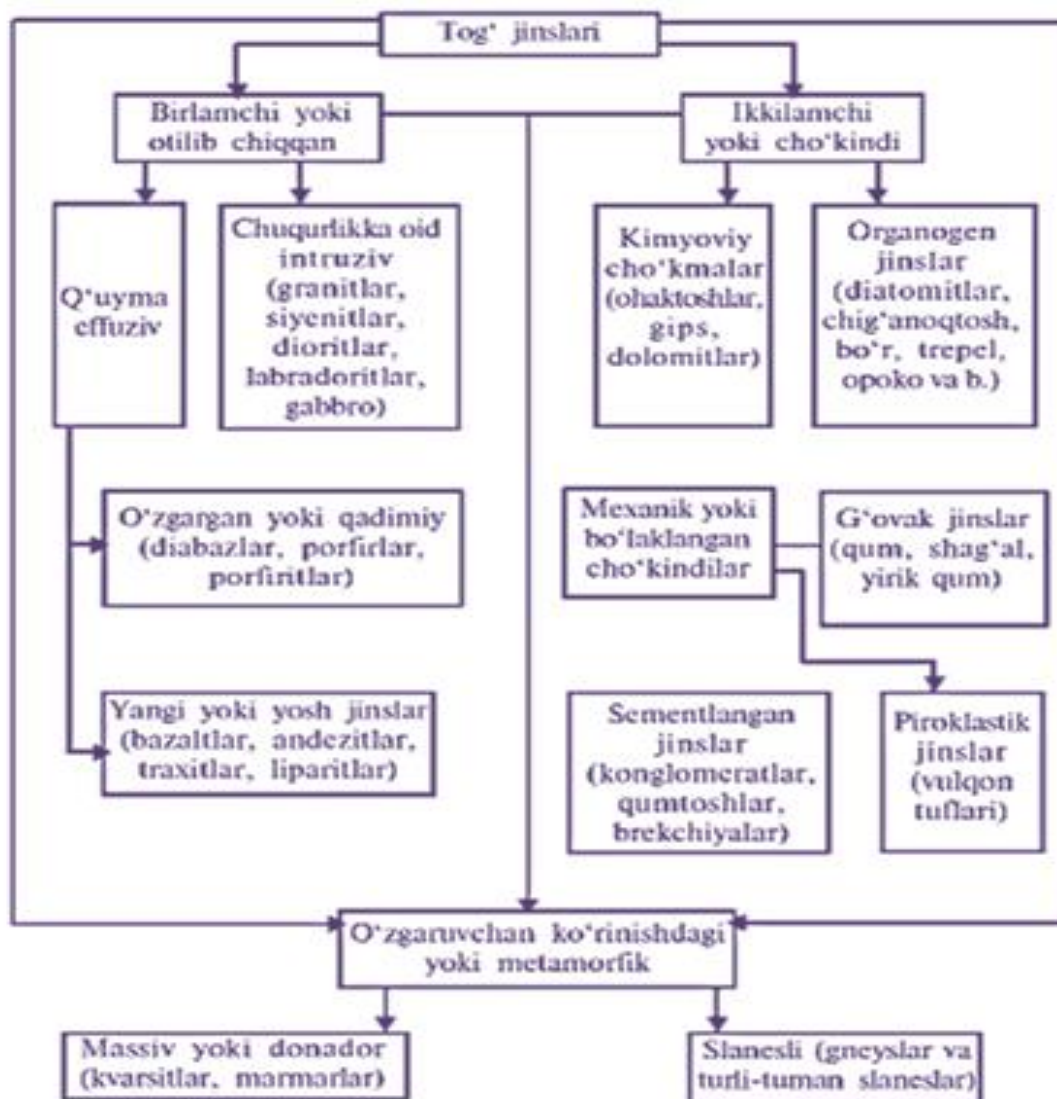 Tog‘ jinslari
Birlamchi yoki
otilib chiqqan
Ikkilamchi
yoki cho‘kindi
Q‘uyma
effuziv
Chuqurlikka oid
intruziv
(granitlar,
siyenitlar,
dioritlar,
labradoritlar,
gabbro)
Kimyoviy
cho‘kmalar
(ohaktoshlar,
gips,
dolomitlar)
Organogen
jinslar
(diatomitlar,
chig‘anoqtosh,
bo‘r, trepel,
opoko va b.)
O‘zgargan yoki qadimiy
(diabazlar, porfirlar,
porfiritlar)
Mexanik yoki
bo‘laklangan
cho‘kindilar
G‘ovak jinslar
(qum, shag‘al,
yirik qum)
Yangi yoki yosh jinslar
(bazaltlar, andezitlar,
traxitlar, liparitlar)
Sementlangan
jinslar
(konglomeratlar,
qumtoshlar,
brekchiyalar)
Piroklastik
jinslar
(vulqon
tuflari)
O‘zgaruvchan ko‘rinishdagi
yoki metamorfik
Massiv yoki donador
(kvarsitlar, marmarlar)
Slanesli (gneyslar va
turli-tuman slaneslar)